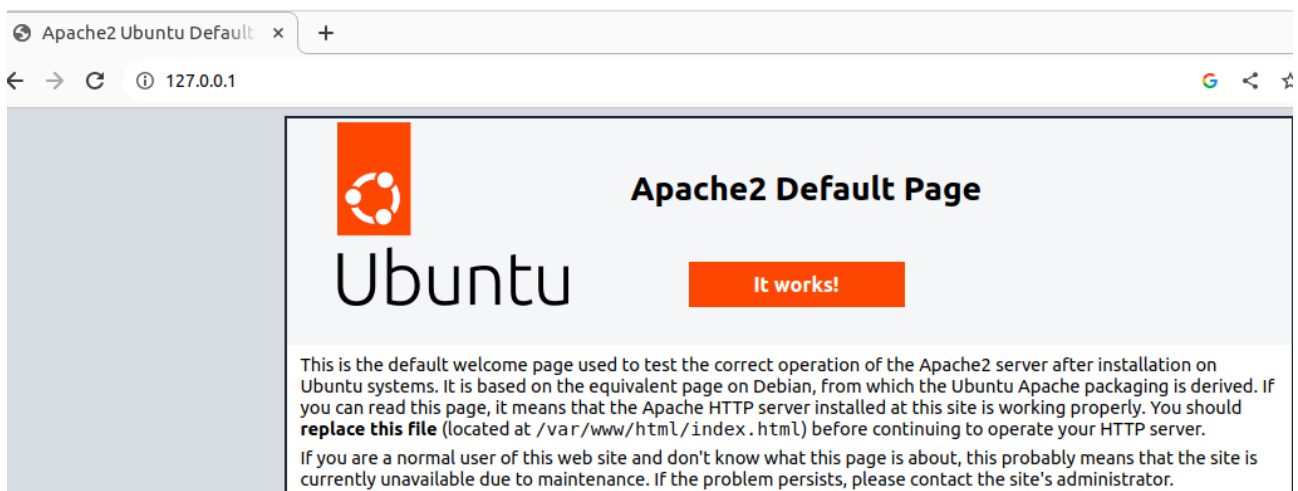 Apache2 Ubuntu Default
127.0.0.1
Apache2 Default Page
Ubuntu
It works!
This is the default welcome page used to test the correct operation of the Apache2 server after installation on
Ubuntu systems. It is based on the equivalent page on Debian, from which the Ubuntu Apache packaging is derived. If
you can read this page, it means that the Apache HTTP server installed at this site is working properly. You should
replace this file (located at /var/www/html/index.html) before continuing to operate your HTTP server.
If you are a normal user of this web site and don't know what this page is about, this probably means that the site is
currently unavailable due to maintenance. If the problem persists, please contact the site's administrator.